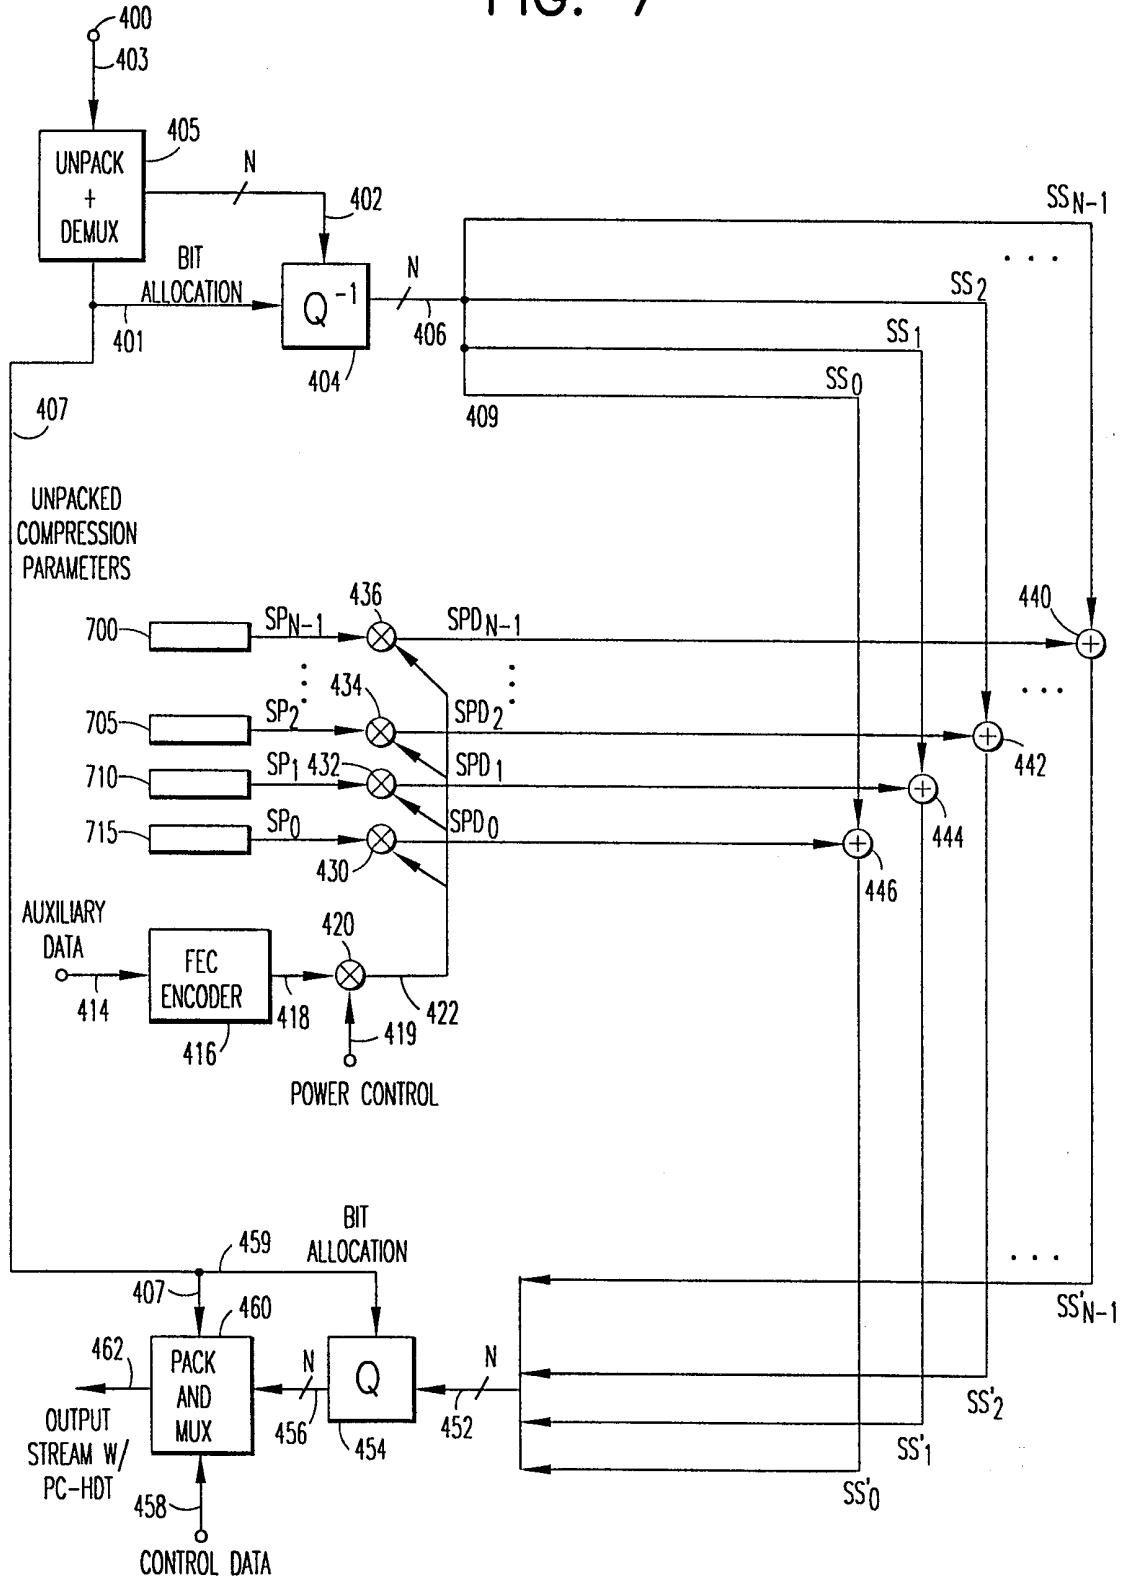 FIG. 7
400
403
405
UNPACK
+
DEMUX
N
402
BIT
ALLOCATION
401
Q-1
404
N
406
SSN-1
. . .
SS2
SS1
SS0
409
407
UNPACKED
COMPRESSION
PARAMETERS
700
SPN-1
436
SPDN-1
440
705
SP2
434
SPD2
442
710
SP1
432
SPD1
444
715
SP0
430
SPD0
446
AUXILIARY
DATA
414
FEC
ENCODER
416
418
420
422
419
POWER CONTROL
BIT
ALLOCATION
459
407
460
462
PACK
AND
MUX
N
456
Q
454
N
452
. . .
SS'N-1
SS'2
SS'1
SS'0
OUTPUT
STREAM W/
PC-HDT
458
CONTROL DATA